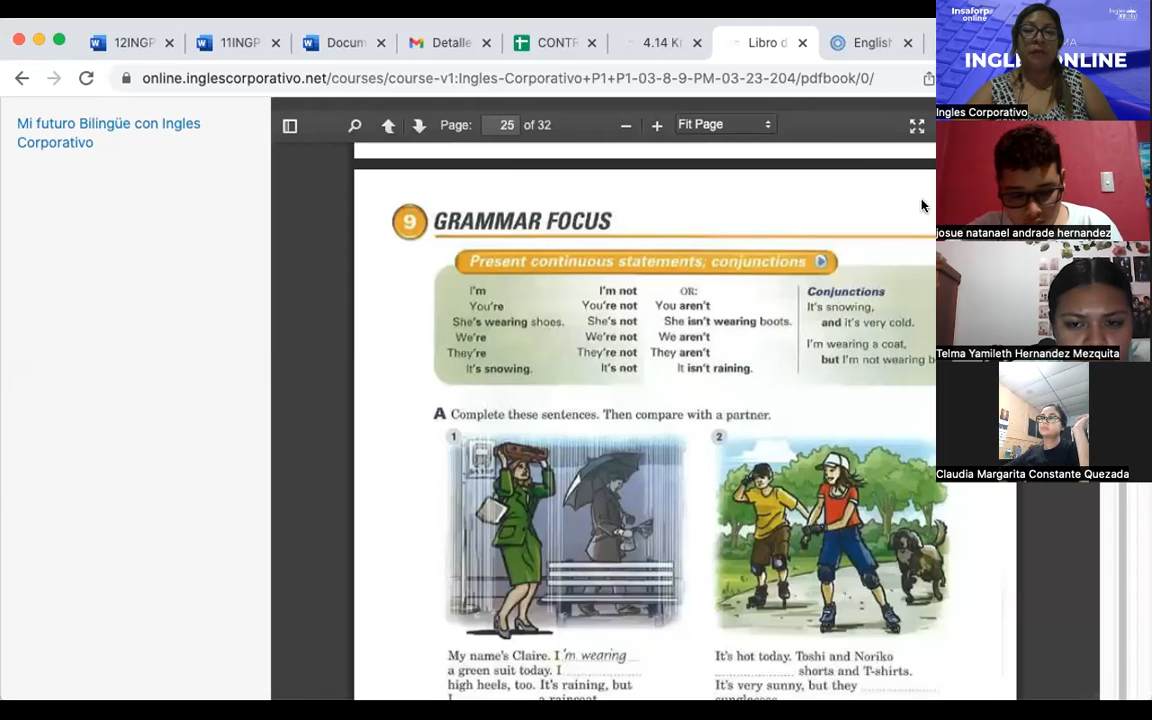 12INGP
11INGP
Docum
Detalle
CONT
4.14 K
Libro d
English
online.inglescorporativo.net/courses/course-v1:Ingles-Corporativo+P1+P1-03-8-9-PM-03-23-204/pdfbook/0/
Mi futuro Bilingüe con Ingles
Corporativo
Page: 25 of 32
Fit Page
9 GRAMMAR FOCUS
Present continuous statements; conjunctions
I'm I'm not OR: Conjunctions
You're You're not You aren't It's snowing,
She's wearing shoes. She's not She isn't wearing boots. and it's very cold.
We're We're not We aren't I'm wearing a coat,
They're They're not They aren't but I'm not wearing b
It's snowing. It's not It isn't raining.
A Complete these sentences. Then compare with a partner.
1
2
My name's Claire. I 'm wearing
a green suit today. I
high heels, too. It's raining, but
I a raincoat
It's hot today. Toshi and Noriko
shorts and T-shirts.
It's very sunny, but they
sunglasses
Insaforp
online
INGL ONLINE
Ingles Corporativo
josue natanael andrade hernandez
Telma Yamileth Hernandez Mezquita
Claudia Margarita Constante Quezada